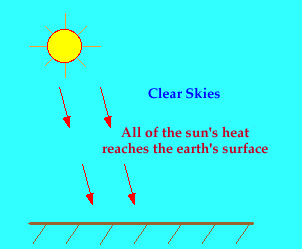 Clear Skies
All of the sun's heat
reaches the earth's surface